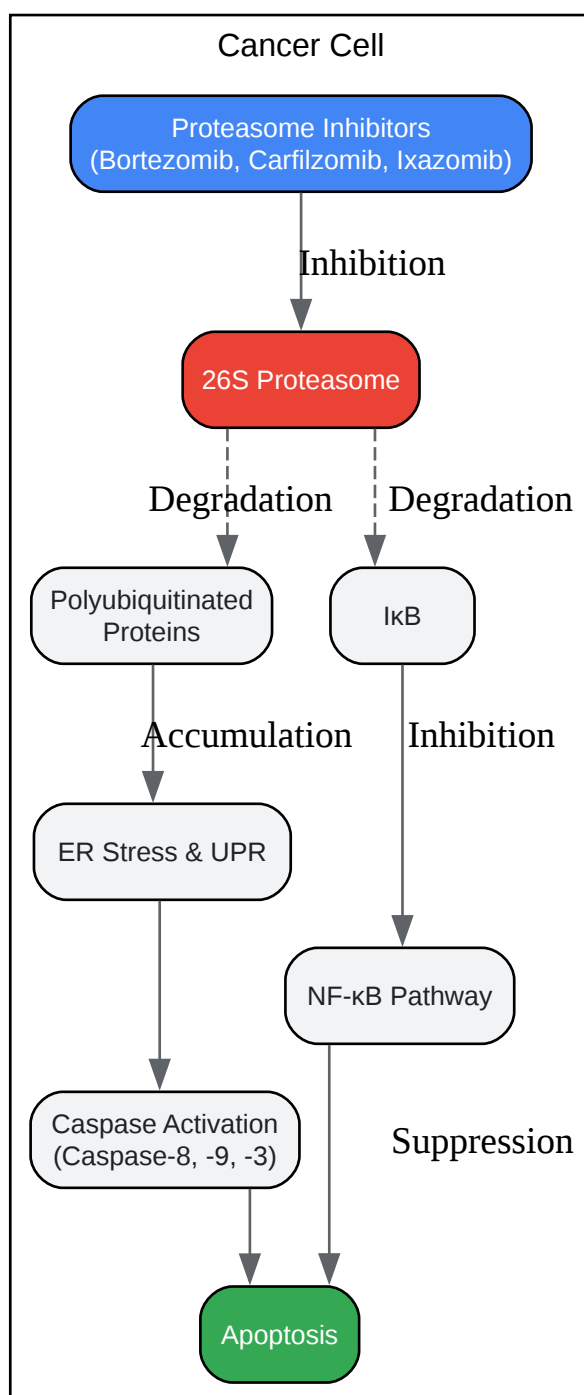 Cancer Cell
Proteasome Inhibitors
(Bortezomib, Carfilzomib, Ixazomib)
Inhibition
26S Proteasome
Degradation
Degradation
Polyubiquitinated
Proteins
IκB
Accumulation
Inhibition
ER Stress & UPR
NF-κB Pathway
Caspase Activation
(Caspase-8, -9, -3)
Suppression
Apoptosis